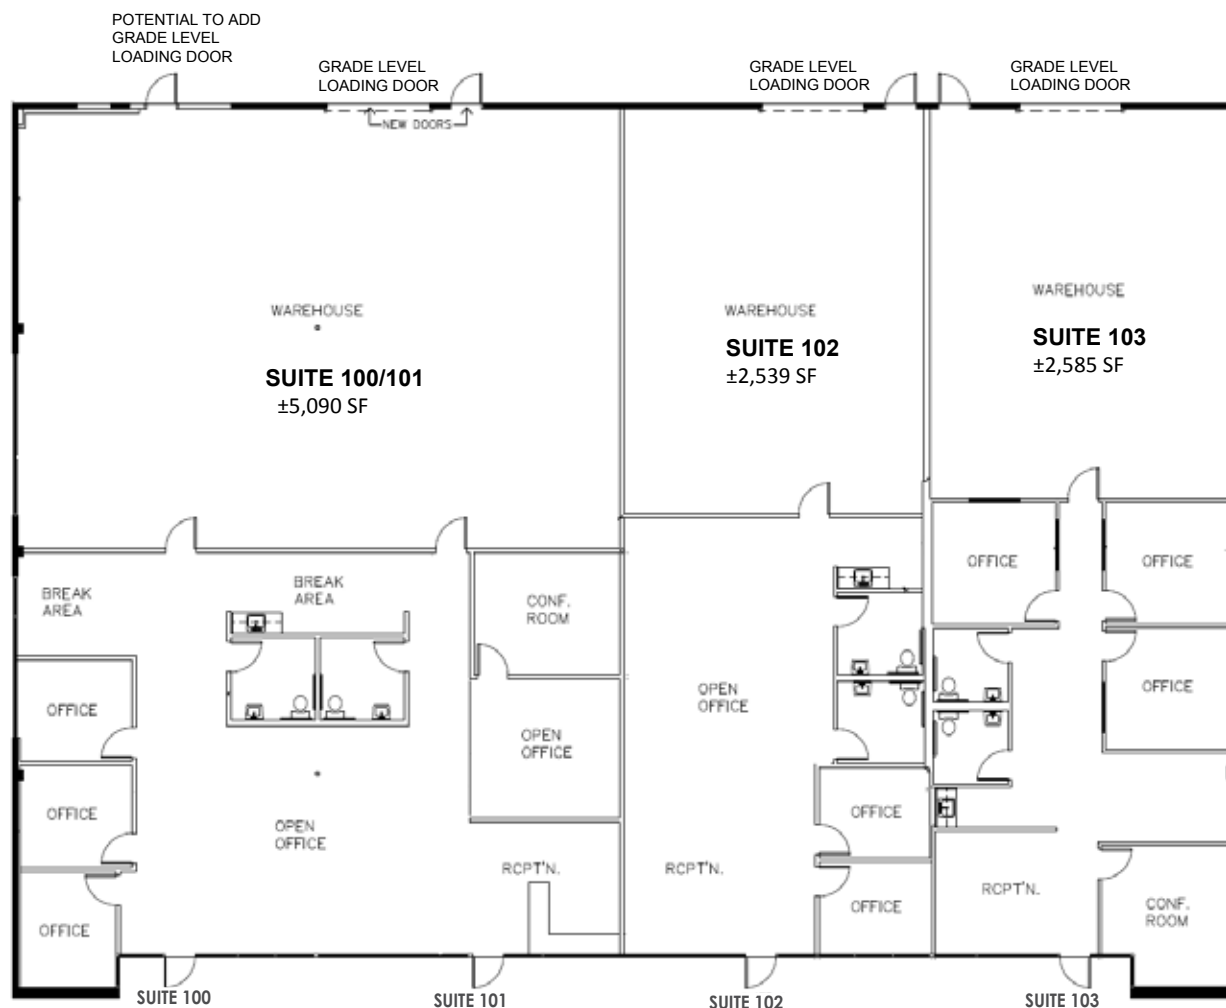 POTENTIAL TO ADD
GRADE LEVEL
LOADING DOOR
GRADE LEVEL
LOADING DOOR
GRADE LEVEL
LOADING DOOR
GRADE LEVEL
LOADING DOOR
NEW DOORS
WAREHOUSE
SUITE 100/101
±5,090 SF
WAREHOUSE
SUITE 102
±2,539 SF
WAREHOUSE
SUITE 103
±2,585 SF
BREAK
AREA
BREAK
AREA
CONF.
ROOM
OFFICE
OFFICE
OFFICE
OPEN
OFFICE
OPEN
OFFICE
RCPT'N.
OPEN
OFFICE
RCPT'N.
OFFICE
OFFICE
OFFICE
OFFICE
OFFICE
RCPT'N.
CONF.
ROOM
SUITE 100
SUITE 101
SUITE 102
SUITE 103